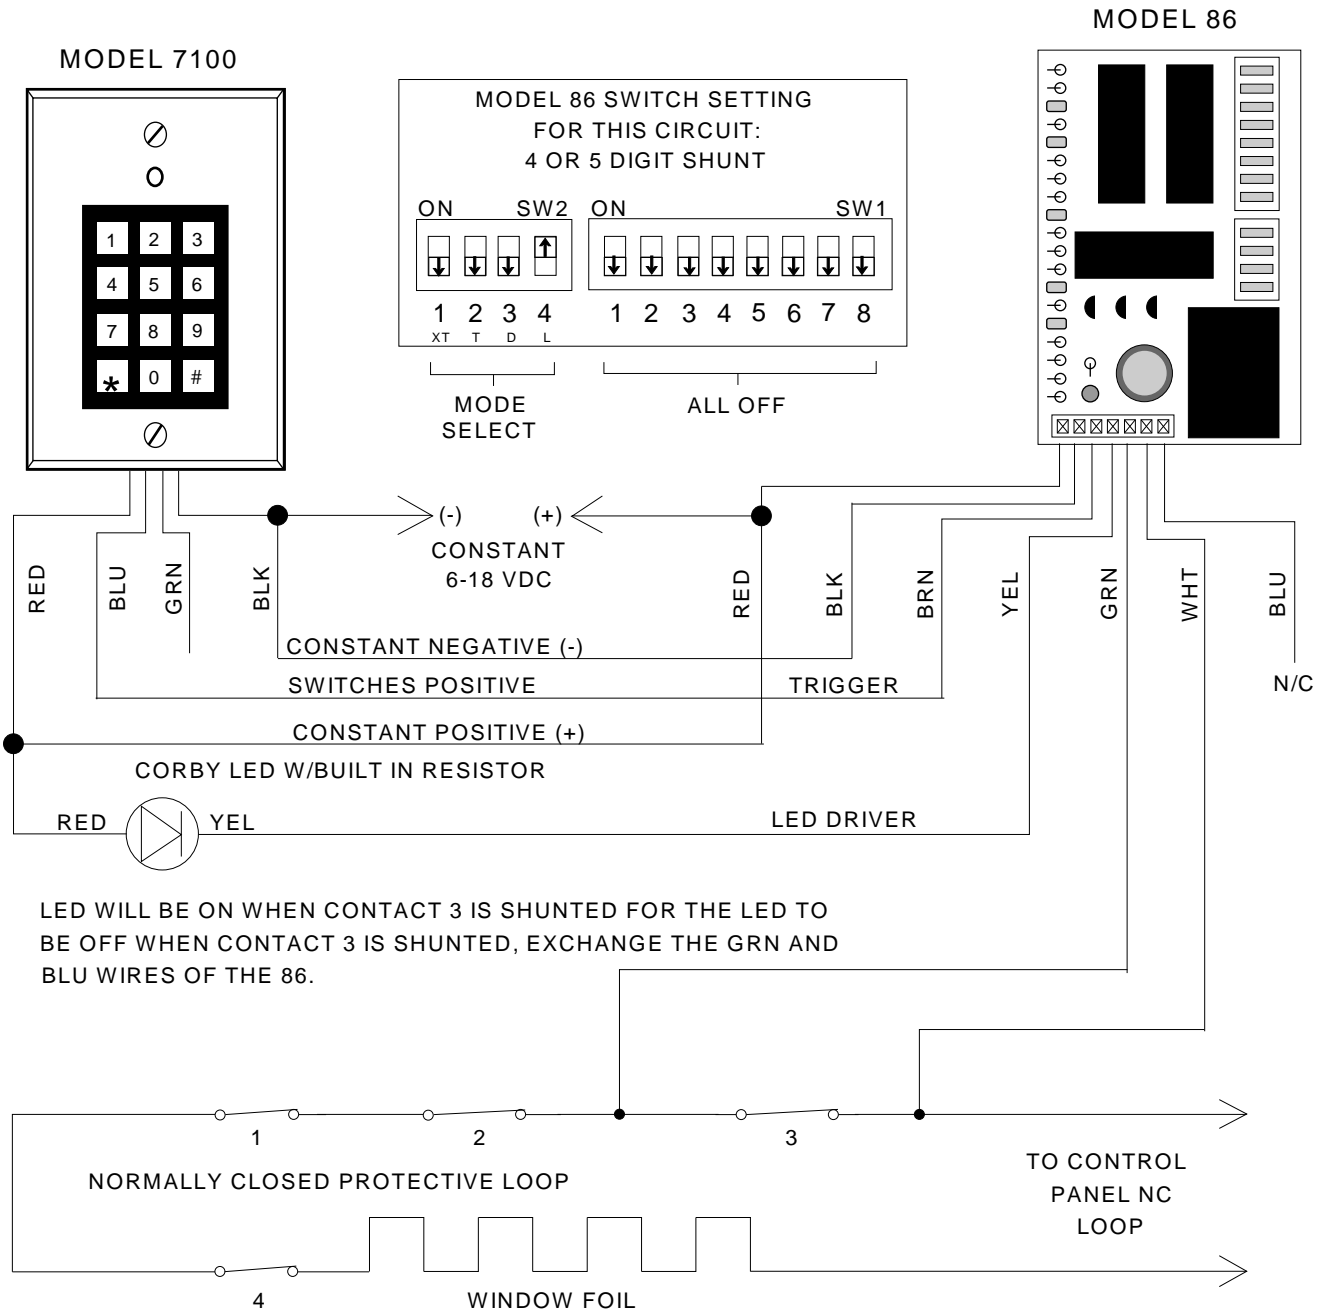 MODEL 86
MODEL 7100
MODEL 86 SWITCH SETTING
FOR THIS CIRCUIT:
4 OR 5 DIGIT SHUNT
ON SW2 ON SW1
1 2 3 4 1 2 3 4 5 6 7 8
XT T D L
MODE
SELECT
ALL OFF
1 2 3
4 5 6
7 8 9
* 0 #
(-) (+)
CONSTANT
6-18 VDC
RED BLU GRN BLK RED BLK BRN YEL GRN WHT BLU
CONSTANT NEGATIVE (-)
N/C
SWITCHES POSITIVE TRIGGER
CONSTANT POSITIVE (+)
CORBY LED W/BUILT IN RESISTOR
RED YEL LED DRIVER
LED WILL BE ON WHEN CONTACT 3 IS SHUNTED FOR THE LED TO
BE OFF WHEN CONTACT 3 IS SHUNTED, EXCHANGE THE GRN AND
BLU WIRES OF THE 86.
1 2 3
NORMALLY CLOSED PROTECTIVE LOOP
TO CONTROL
PANEL NC
LOOP
4 WINDOW FOIL